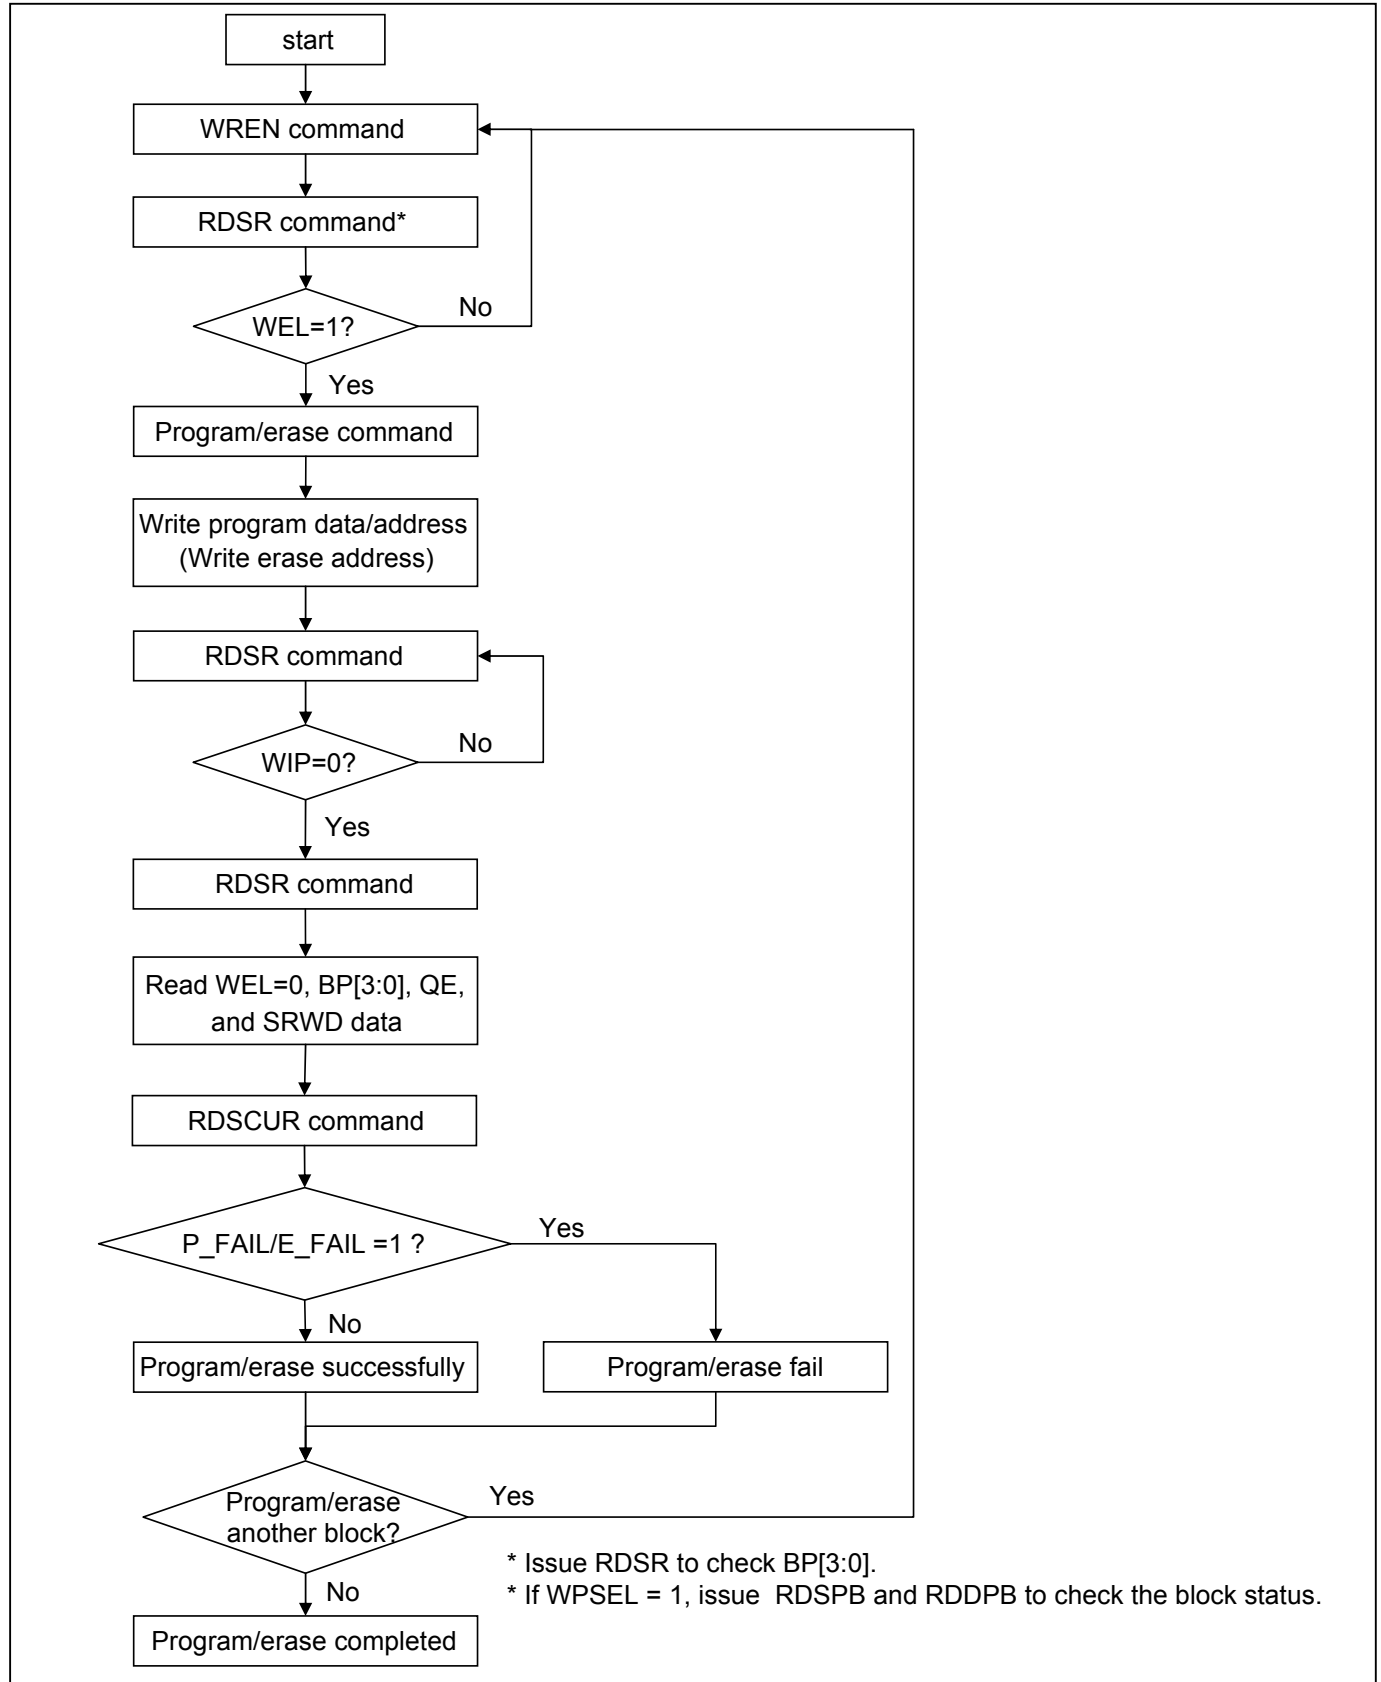 start
WREN command
RDSR command*
WEL=1?
No
Yes
Program/erase command
Write program data/address
(Write erase address)
RDSR command
WIP=0?
No
Yes
RDSR command
Read WEL=0, BP[3:0], QE,
and SRWD data
RDSCUR command
P_FAIL/E_FAIL =1 ?
Yes
No
Program/erase successfully
Program/erase fail
Program/erase
another block?
Yes
* Issue RDSR to check BP[3:0].
* If WPSEL = 1, issue RDSPB and RDDPB to check the block status.
No
Program/erase completed